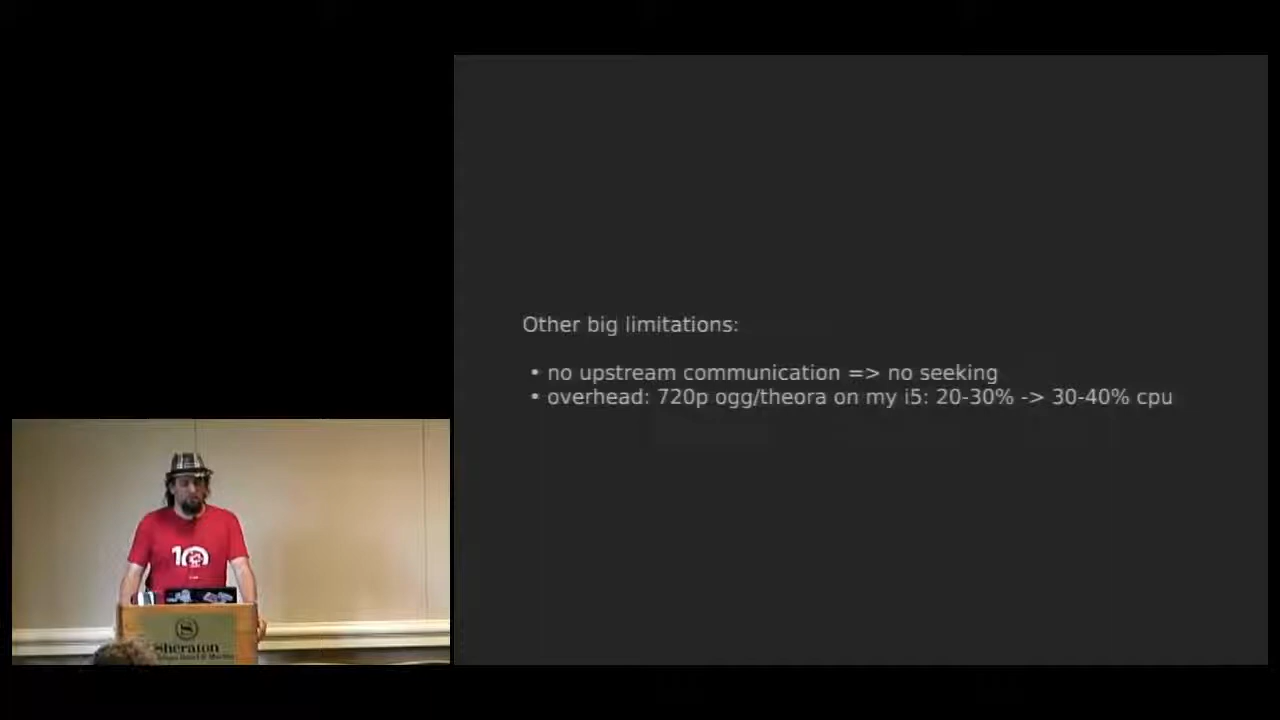 Other big limitations:
• no upstream communication => no seeking
• overhead: 720p ogg/theora on my i5: 20-30% -> 30-40% cpu
10
Sheraton